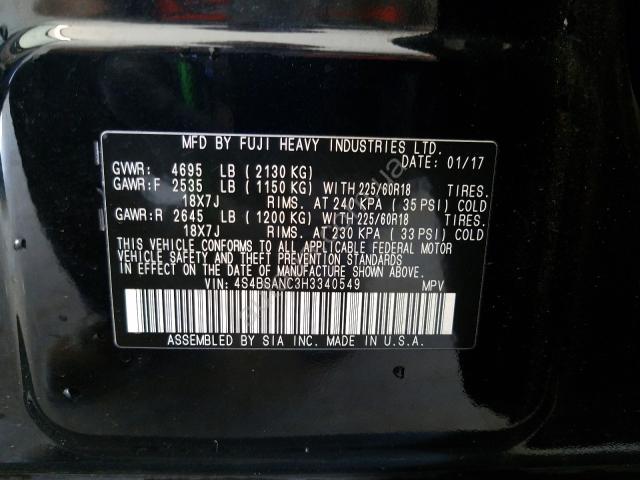 MFD BY FUJI HEAVY INDUSTRIES LTD.
GVWR: 4695 LB ( 2130 KG) DATE: 01/17
GAWR:F 2535 LB ( 1150 KG) WITH 225/60R18 TIRES.
18X7J RIMS. AT 240 KPA ( 35 PSI) COLD
GAWR:R 2645 LB ( 1200 KG) WITH 225/60R18 TIRES.
18X7J RIMS. AT 230 KPA ( 33 PSI) COLD
THIS VEHICLE CONFORMS TO ALL APPLICABLE FEDERAL MOTOR
VEHICLE SAFETY AND THEFT PREVENTION STANDARDS
IN EFFECT ON THE DATE OF MANUFACTURE SHOWN ABOVE.
VIN: 4S4BSANC3H3340549 MPV
ASSEMBLED BY SIA INC. MADE IN U.S.A.